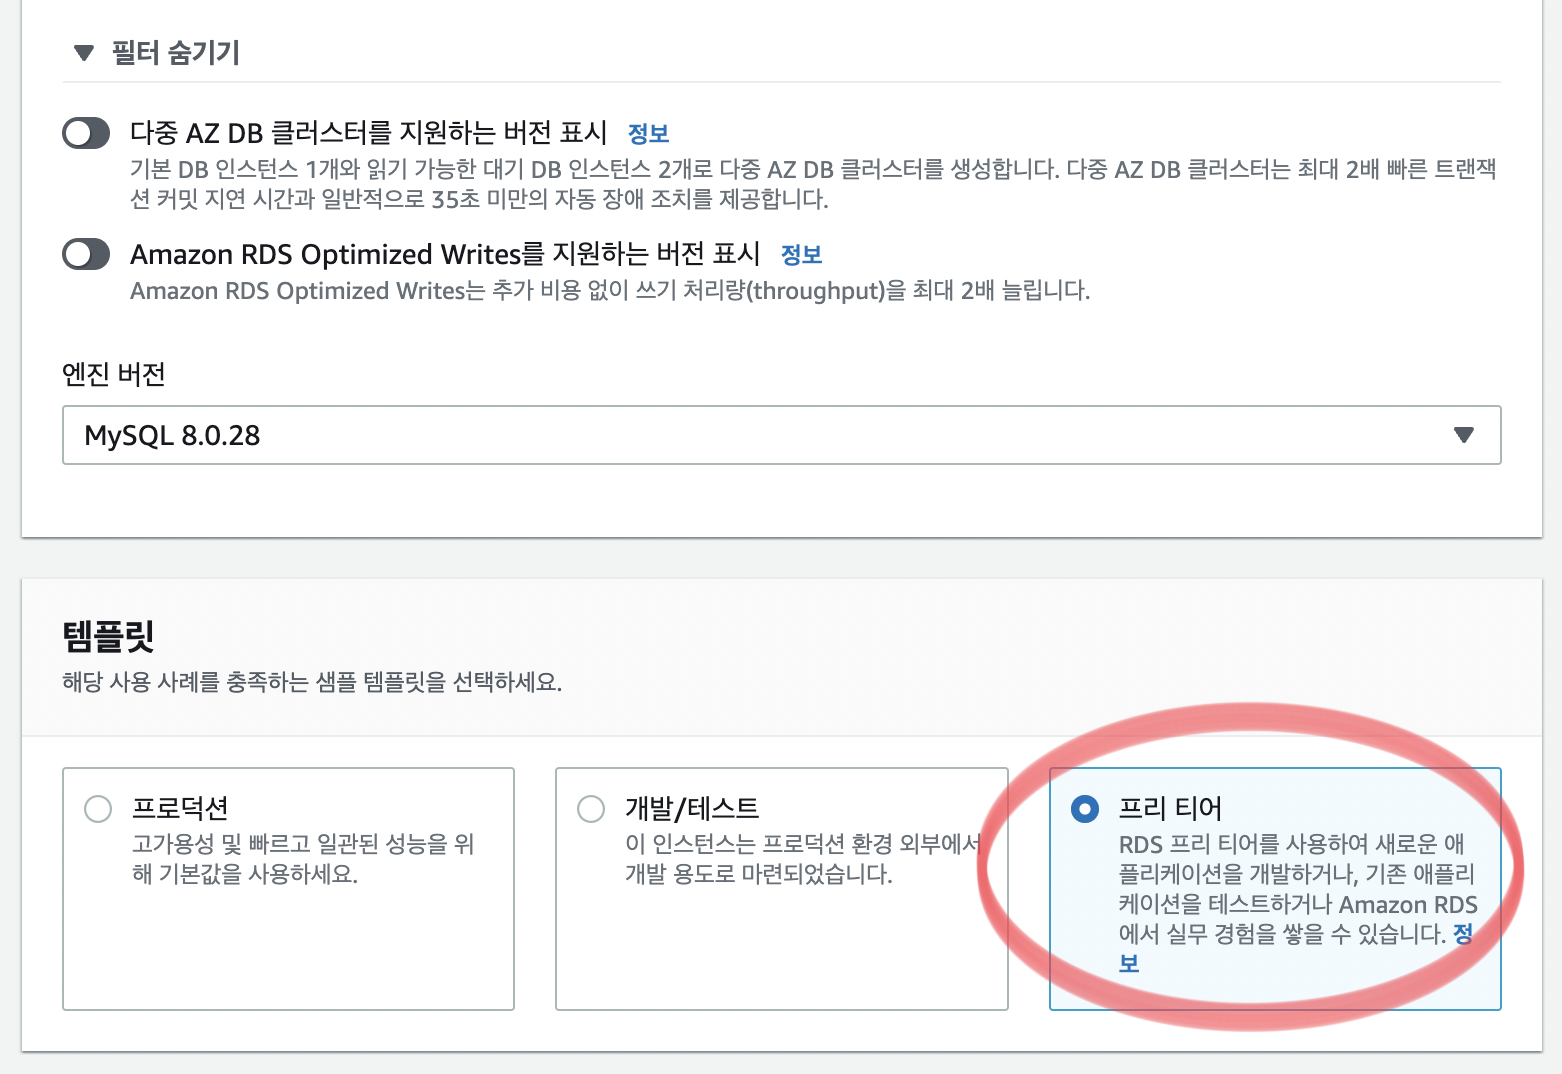 필터 숨기기
다중 AZ DB 클러스터를 지원하는 버전 표시 정보
기본 DB 인스턴스 1개와 읽기 가능한 대기 DB 인스턴스 2개로 다중 AZ DB 클러스터를 생성합니다. 다중 AZ DB 클러스터는 최대 2배 빠른 트랜잭
션 커밋 지연 시간과 일반적으로 35초 미만의 자동 장애 조치를 제공합니다.
Amazon RDS Optimized Writes를 지원하는 버전 표시 정보
Amazon RDS Optimized Writes는 추가 비용 없이 쓰기 처리량(throughput)을 최대 2배 늘립니다.
엔진 버전
MySQL 8.0.28
템플릿
해당 사용 사례를 충족하는 샘플 템플릿을 선택하세요.
프로덕션
고가용성 및 빠르고 일관된 성능을 위
해 기본값을 사용하세요.
개발/테스트
이 인스턴스는 프로덕션 환경 외부에서
개발 용도로 마련되었습니다.
프리 티어
RDS 프리 티어를 사용하여 새로운 애
플리케이션을 개발하거나, 기존 애플리
케이션을 테스트하거나 Amazon RDS
에서 실무 경험을 쌓을 수 있습니다. 정
보